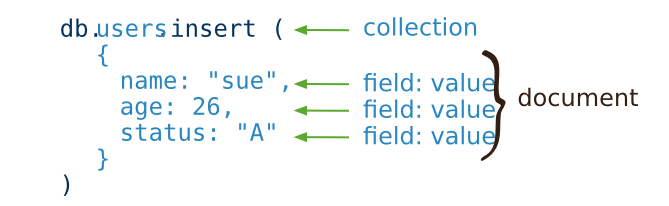 db.users.insert ( collection
{
name: "sue", field: value
age: 26, field: value
status: "A" field: value
} document
)